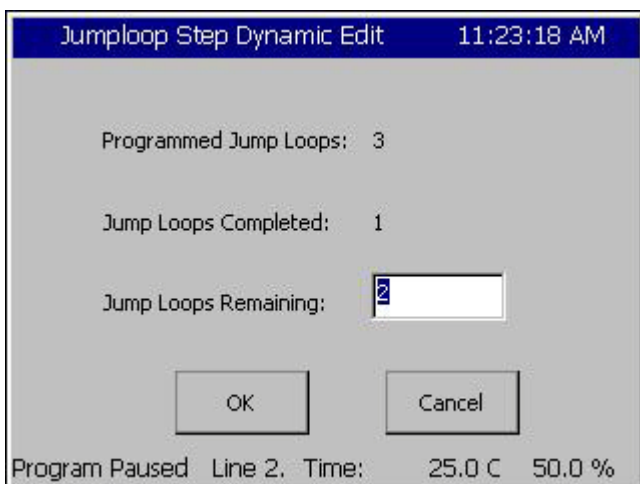 Jumploop Step Dynamic Edit 11:23:18 AM
Programmed Jump Loops: 3
Jump Loops Completed: 1
Jump Loops Remaining: 2
OK Cancel
Program Paused Line 2. Time: 25.0 C 50.0 %